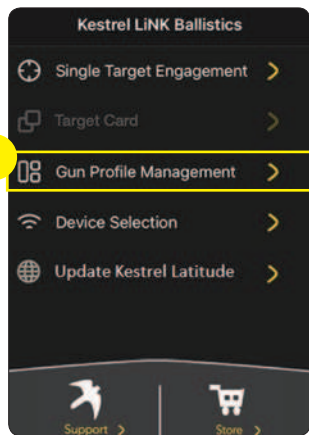 Kestrel LiNK Ballistics
Single Target Engagement
Target Card
Gun Profile Management
Device Selection
Update Kestrel Latitude
Support
Store